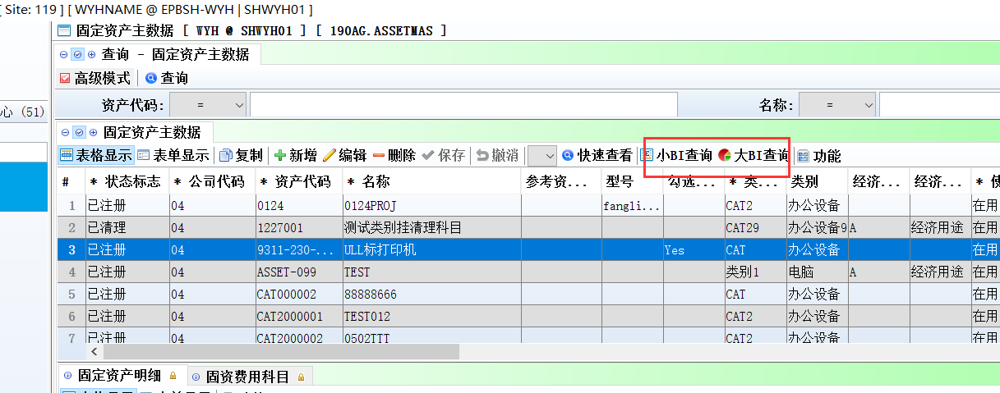 [ Site: 119 ] [ WYHNAME @ EPBSH-WYH | SHWYH01 ]
固定资产主数据 [ WYH @ SHWYH01 ] [ 190AG.ASSETMAS ]
查询 - 固定资产主数据
高级模式 查询
心 (51) 资产代码: = 名称: =
固定资产主数据
表格显示 表单显示 复制 新增 编辑 删除 保存 撤消 快速查看 小BI查询 大BI查询 功能
# * 状态标志 * 公司代码 * 资产代码 * 名称 参考资... 型号 勾选... * 类... 类别 经济... 经济... * 使
1 已注册 04 0124 0124PROJ fangli... CAT2 办公设备 在用
2 已清理 04 1227001 测试类别挂清理科目 CAT29 办公设备9 A 经济用途 在用
3 已注册 04 9311-230-... ULL标打印机 Yes CAT 办公设备 在用
4 已注册 04 ASSET-099 TEST 类别1 电脑 A 经济用途 在用
5 已注册 04 CAT000002 88888666 CAT 办公设备 在用
6 已注册 04 CAT2000001 TEST012 CAT2 办公设备 在用
7 已注册 04 CAT2000002 0502TTT CAT2 办公设备 在用
固定资产明细 固资费用科目